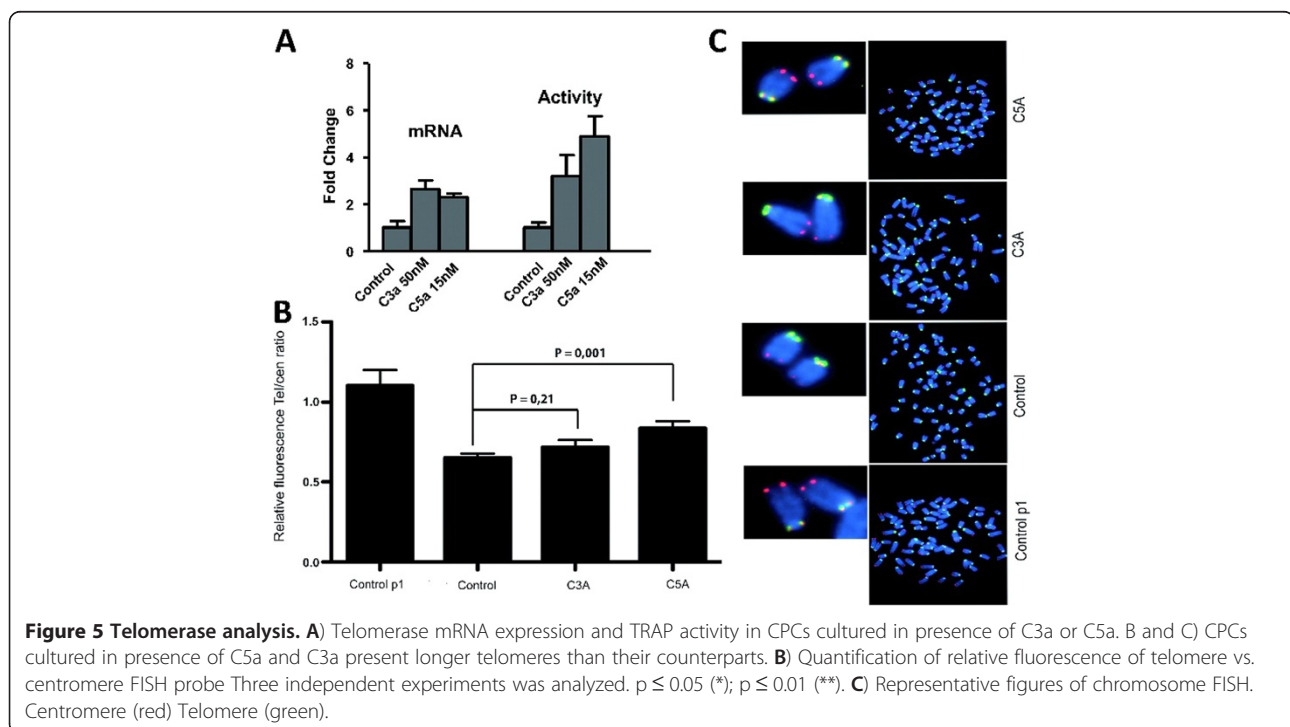 A
8
6
4
2
0
Fold Change
mRNA
Activity
Control
C3a 50nM
C5a 15nM
Control
C3a 50nM
C5a 15nM
B
1.5
1.0
0.5
0.0
Relative fluorescence Tel/cen ratio
P = 0,001
P = 0,21
Control p1
Control
C3A
C5A
C
C5A
C3A
Control
Control p1
Figure 5 Telomerase analysis. A) Telomerase mRNA expression and TRAP activity in CPCs cultured in presence of C3a or C5a. B and C) CPCs
cultured in presence of C5a and C3a present longer telomeres than their counterparts. B) Quantification of relative fluorescence of telomere vs.
centromere FISH probe Three independent experiments was analyzed. p ≤ 0.05 (*); p ≤ 0.01 (**). C) Representative figures of chromosome FISH.
Centromere (red) Telomere (green).